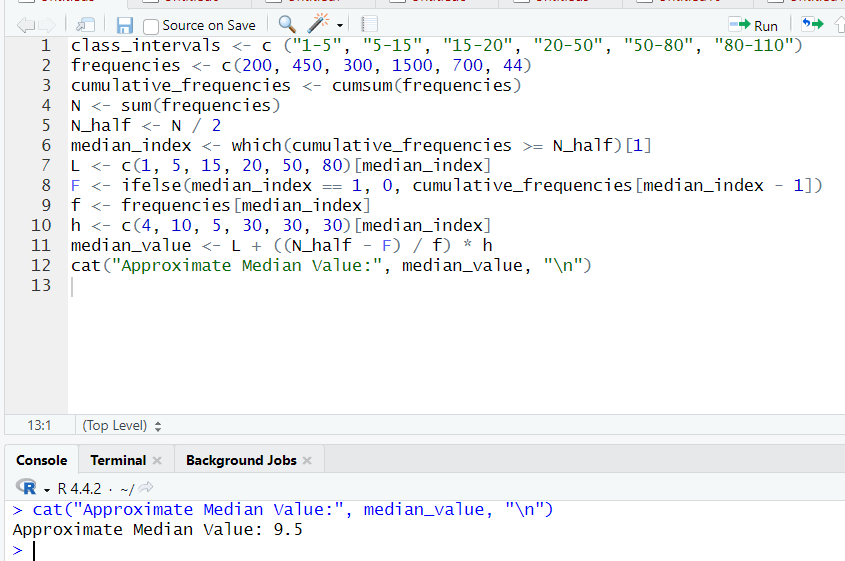 Source on Save
Run
1 class_intervals <- c ("1-5", "5-15", "15-20", "20-50", "50-80", "80-110")
2 frequencies <- c(200, 450, 300, 1500, 700, 44)
3 cumulative_frequencies <- cumsum(frequencies)
4 N <- sum(frequencies)
5 N_half <- N / 2
6 median_index <- which(cumulative_frequencies >= N_half)[1]
7 L <- c(1, 5, 15, 20, 50, 80)[median_index]
8 F <- ifelse(median_index == 1, 0, cumulative_frequencies[median_index - 1])
9 f <- frequencies[median_index]
10 h <- c(4, 10, 5, 30, 30, 30)[median_index]
11 median_value <- L + ((N_half - F) / f) * h
12 cat("Approximate Median Value:", median_value, "\n")
13
13:1 (Top Level)
Console Terminal Background Jobs
R R 4.4.2 · ~/
> cat("Approximate Median Value:", median_value, "\n")
Approximate Median Value: 9.5
>